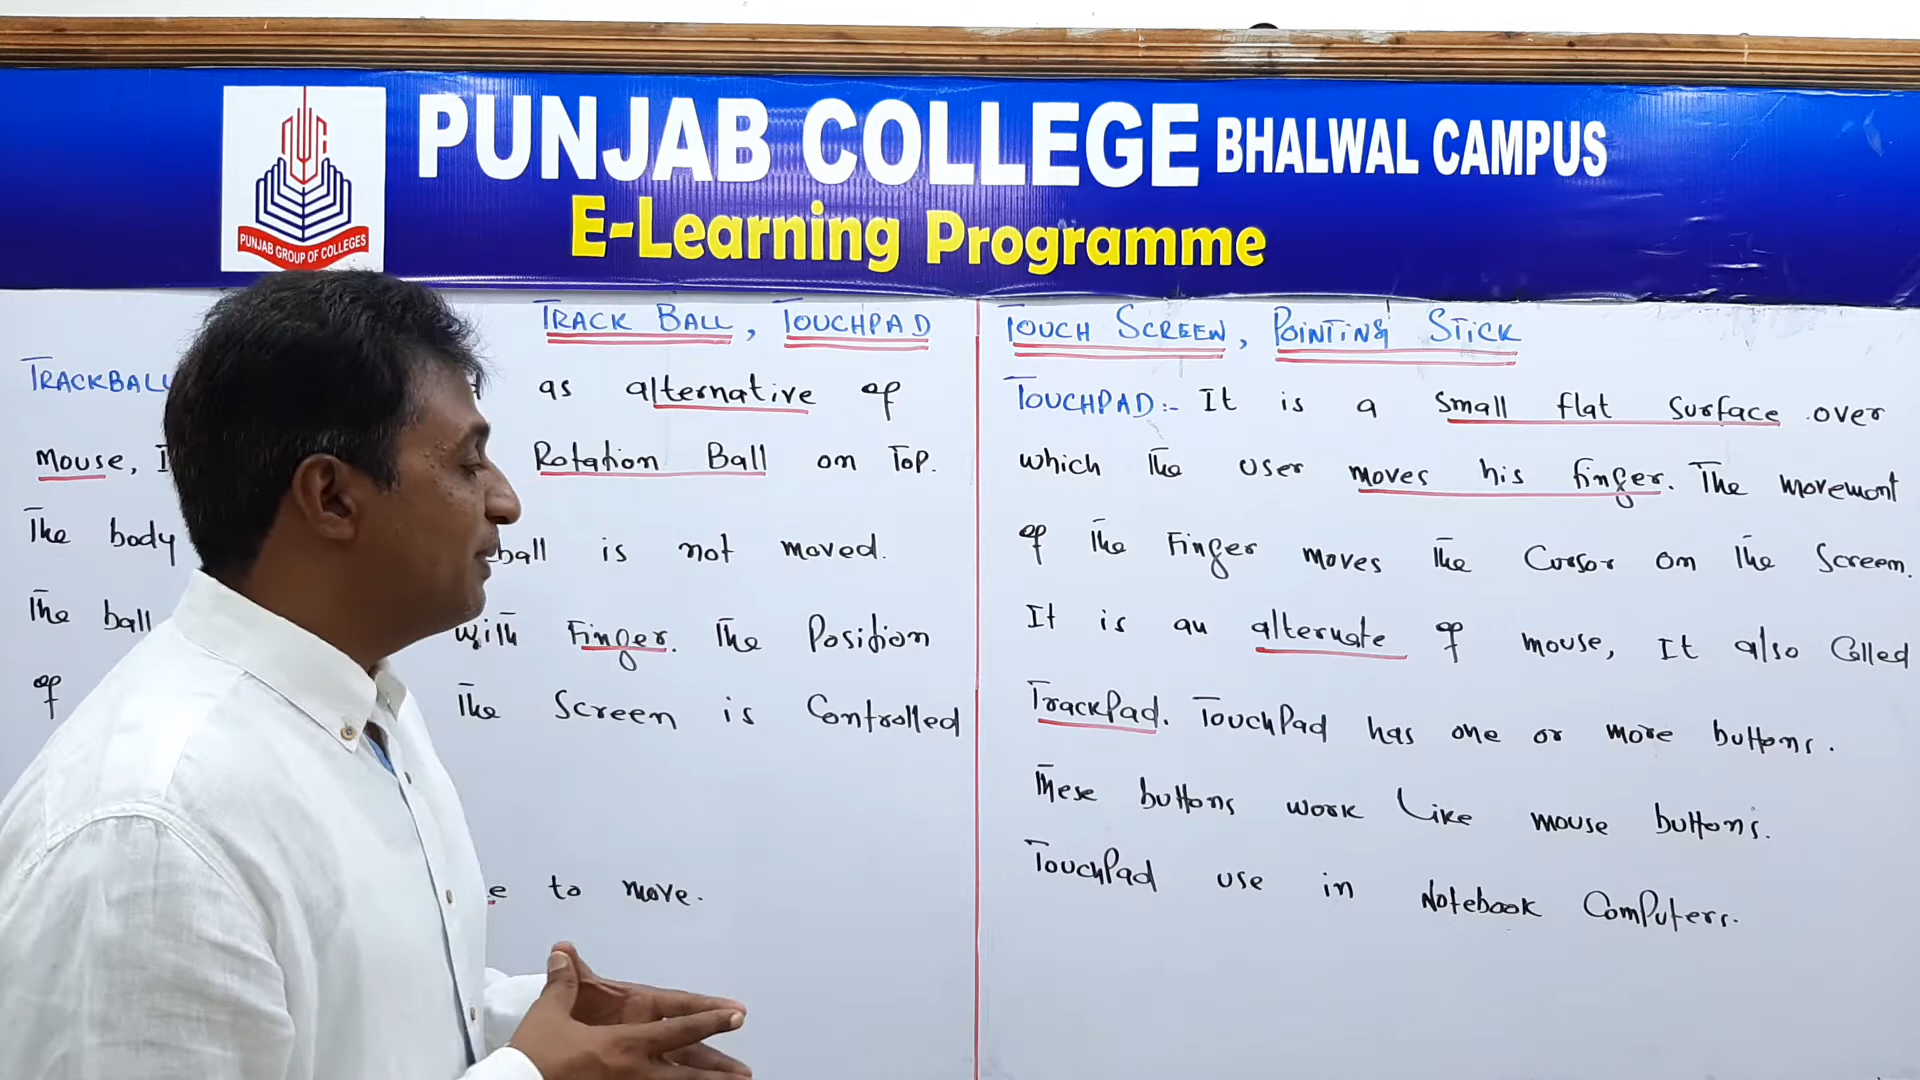 PUNJAB COLLEGE BHALWAL CAMPUS
E-Learning Programme
PUNJAB GROUP OF COLLEGES
TRACK BALL, TOUCHPAD
TRACKBALL as alternative of
mouse, Rotation Ball on Top.
The body ball is not moved.
The ball with Finger. The Position
of The Screen is Controlled
to move.
TOUCH SCREEN, POINTING STICK
TOUCHPAD:- It is a small flat surface over
which The user moves his finger. The movement
of The Finger moves The Cursor on The Screen.
It is an alternate of mouse, It also Called
TrackPad. TouchPad has one or more buttons.
These buttons work Like mouse buttons.
TouchPad use in Notebook Computers.